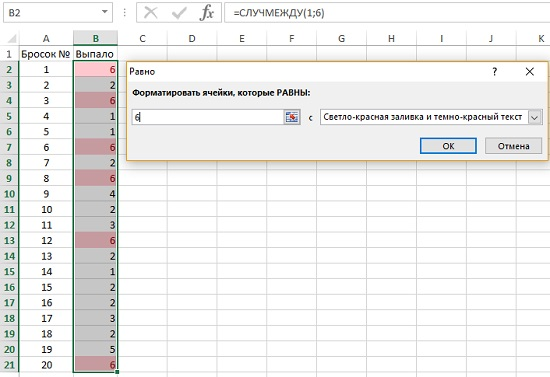 B2 fx =СЛУЧМЕЖДУ(1;6)
A B C D E F G H I J K
1 Бросок № Выпало
2 1 6
3 2 2
4 3 6
5 4 1
6 5 1
7 6 6
8 7 2
9 8 6
10 9 4
11 10 2
12 11 3
13 12 6
14 13 2
15 14 1
16 15 2
17 16 2
18 17 3
19 18 2
20 19 5
21 20 6
Равно ? ×
Форматировать ячейки, которые РАВНЫ:
6 с Светло-красная заливка и темно-красный текст
ОК Отмена